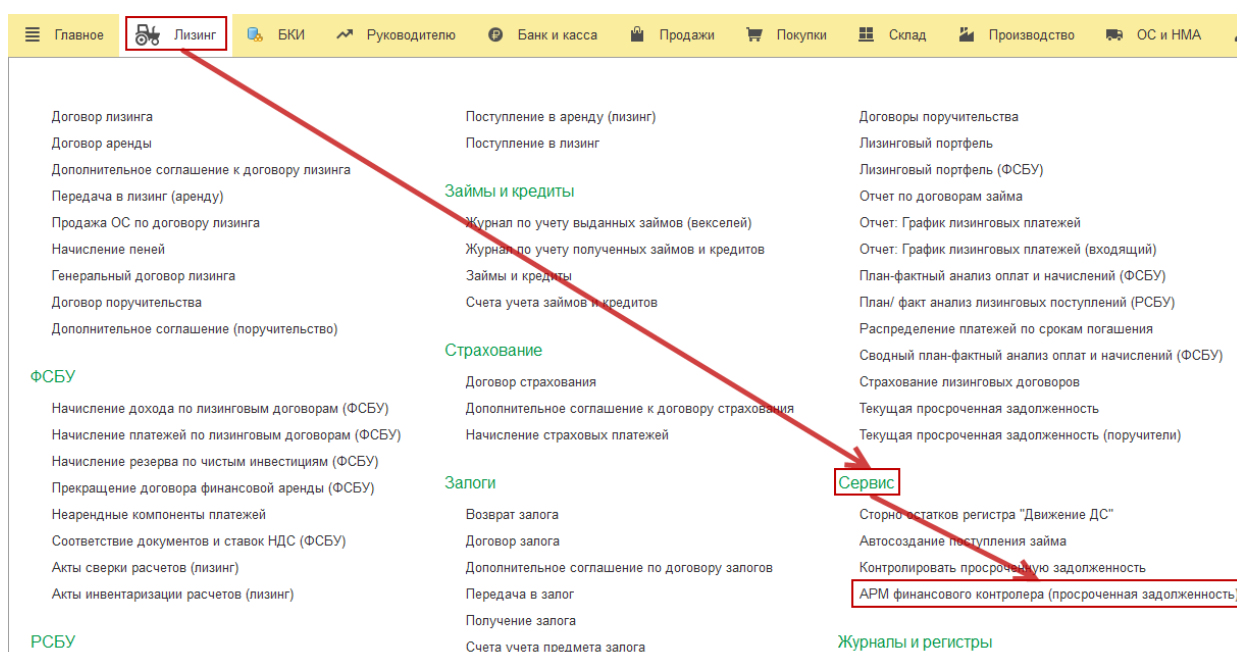 Главное Лизинг БКИ Руководителю Банк и касса Продажи Покупки Склад Производство ОС и НМА
Договор лизинга
Договор аренды
Дополнительное соглашение к договору лизинга
Передача в лизинг (аренду)
Продажа ОС по договору лизинга
Начисление пеней
Генеральный договор лизинга
Договор поручительства
Дополнительное соглашение (поручительство)
ФСБУ
Начисление дохода по лизинговым договорам (ФСБУ)
Начисление платежей по лизинговым договорам (ФСБУ)
Начисление резерва по чистым инвестициям (ФСБУ)
Прекращение договора финансовой аренды (ФСБУ)
Неарендные компоненты платежей
Соответствие документов и ставок НДС (ФСБУ)
Акты сверки расчетов (лизинг)
Акты инвентаризации расчетов (лизинг)
РСБУ
Поступление в аренду (лизинг)
Поступление в лизинг
Займы и кредиты
Журнал по учету выданных займов (векселей)
Журнал по учету полученных займов и кредитов
Займы и кредиты
Счета учета займов и кредитов
Страхование
Договор страхования
Дополнительное соглашение к договору страхования
Начисление страховых платежей
Залоги
Возврат залога
Договор залога
Дополнительное соглашение по договору залогов
Передача в залог
Получение залога
Счета учета предмета залога
Договоры поручительства
Лизинговый портфель
Лизинговый портфель (ФСБУ)
Отчет по договорам займа
Отчет: График лизинговых платежей
Отчет: График лизинговых платежей (входящий)
План-фактный анализ оплат и начислений (ФСБУ)
План/ факт анализ лизинговых поступлений (РСБУ)
Распределение платежей по срокам погашения
Сводный план-фактный анализ оплат и начислений (ФСБУ)
Страхование лизинговых договоров
Текущая просроченная задолженность
Текущая просроченная задолженность (поручители)
Сервис
Сторно остатков регистра "Движение ДС"
Автосоздание поступления займа
Контролировать просроченную задолженность
АРМ финансового контролера (просроченная задолженность)
Журналы и регистры